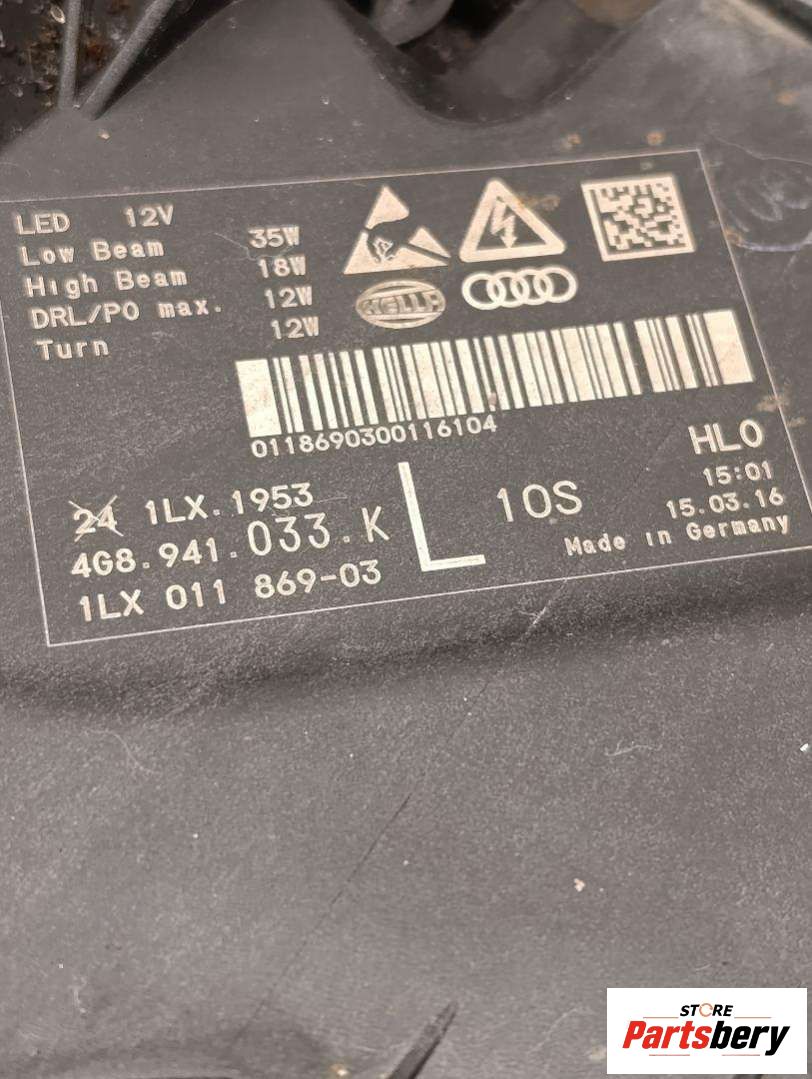 LED 12V
Low Beam 35W
High Beam 18W
DRL/PO max. 12W
Turn 12W
HELLA
0118690300116104
HLO
15:01
15.03.16
Made in Germany
24 1LX.1953
4G8.941.033.K
L 10S
1LX 011 869-03
STORE
Partsbery